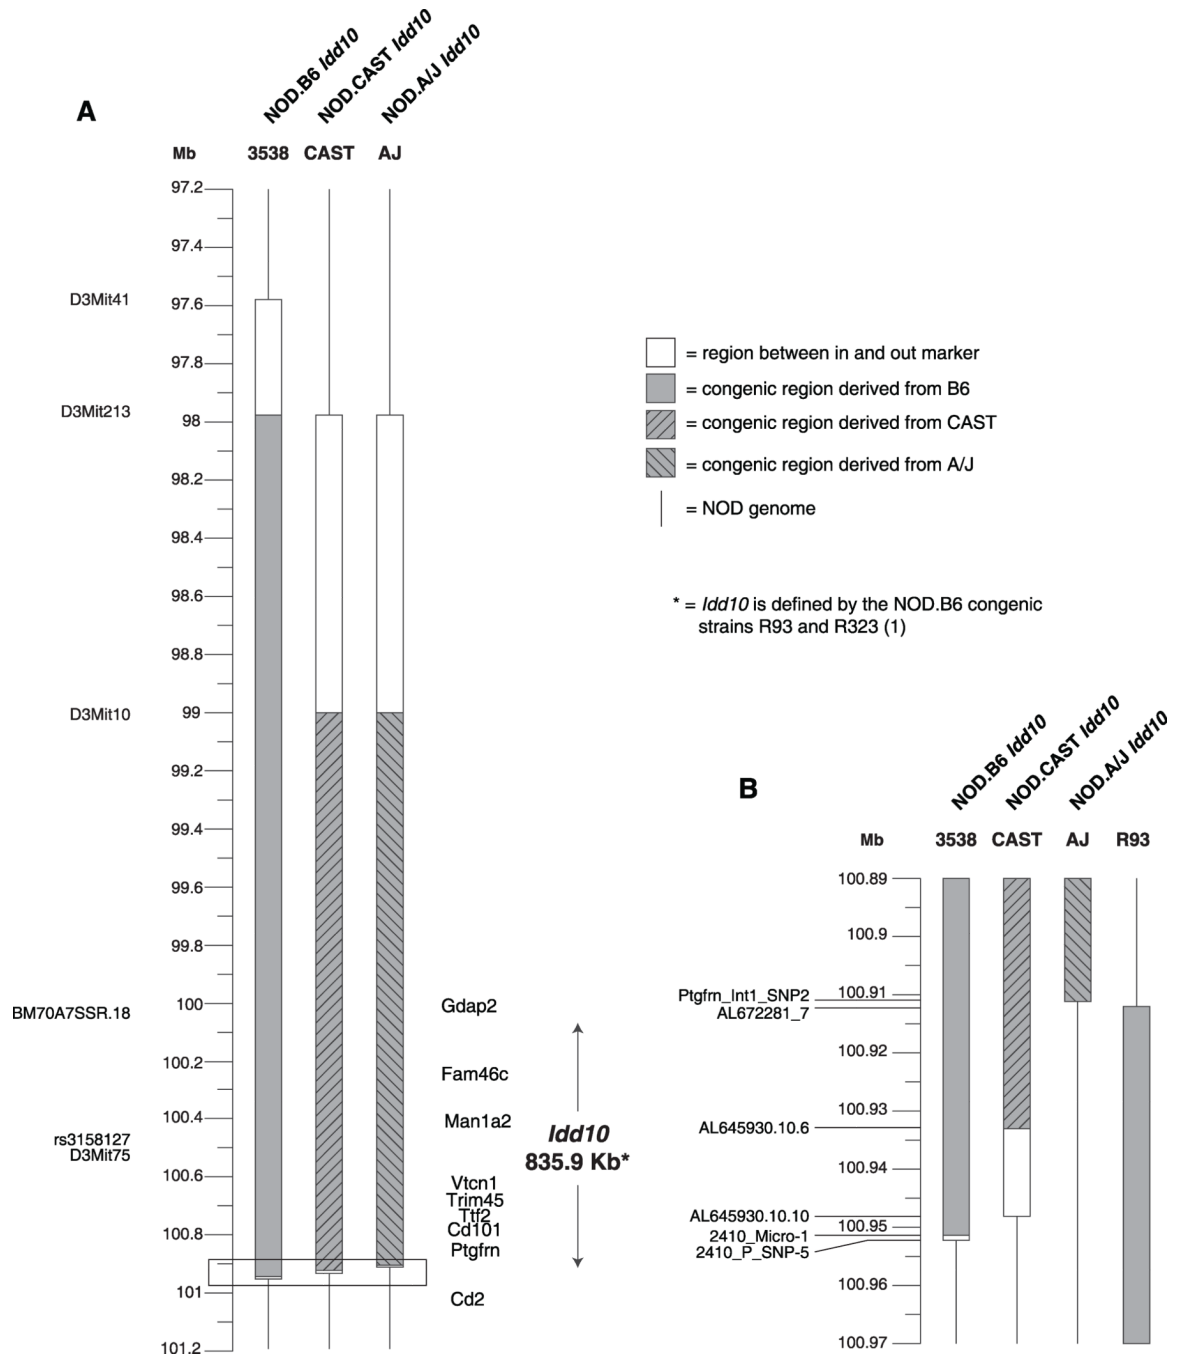 A
NOD.B6 Idd10
NOD.CAST Idd10
NOD.A/J Idd10
Mb 3538 CAST AJ
97.2
97.4
D3Mit41
97.6
97.8
D3Mit213
98
98.2
98.4
98.6
98.8
D3Mit10
99
99.2
99.4
99.6
99.8
100
BM70A7SSR.18
100.2
100.4
rs3158127
D3Mit75
100.6
100.8
101
101.2
Gdap2
Fam46c
Man1a2
Vtcn1
Trim45
Ttf2
Cd101
Ptgfrn
Cd2
Idd10
835.9 Kb*
= region between in and out marker
= congenic region derived from B6
= congenic region derived from CAST
= congenic region derived from A/J
= NOD genome
* = Idd10 is defined by the NOD.B6 congenic
strains R93 and R323 (1)
B
NOD.B6 Idd10
NOD.CAST Idd10
NOD.A/J Idd10
Mb 3538 CAST AJ R93
100.89
100.9
100.91
Ptgfrn_Int1_SNP2
AL672281_7
100.92
100.93
AL645930.10.6
100.94
AL645930.10.10
100.95
2410_Micro-1
2410_P_SNP-5
100.96
100.97